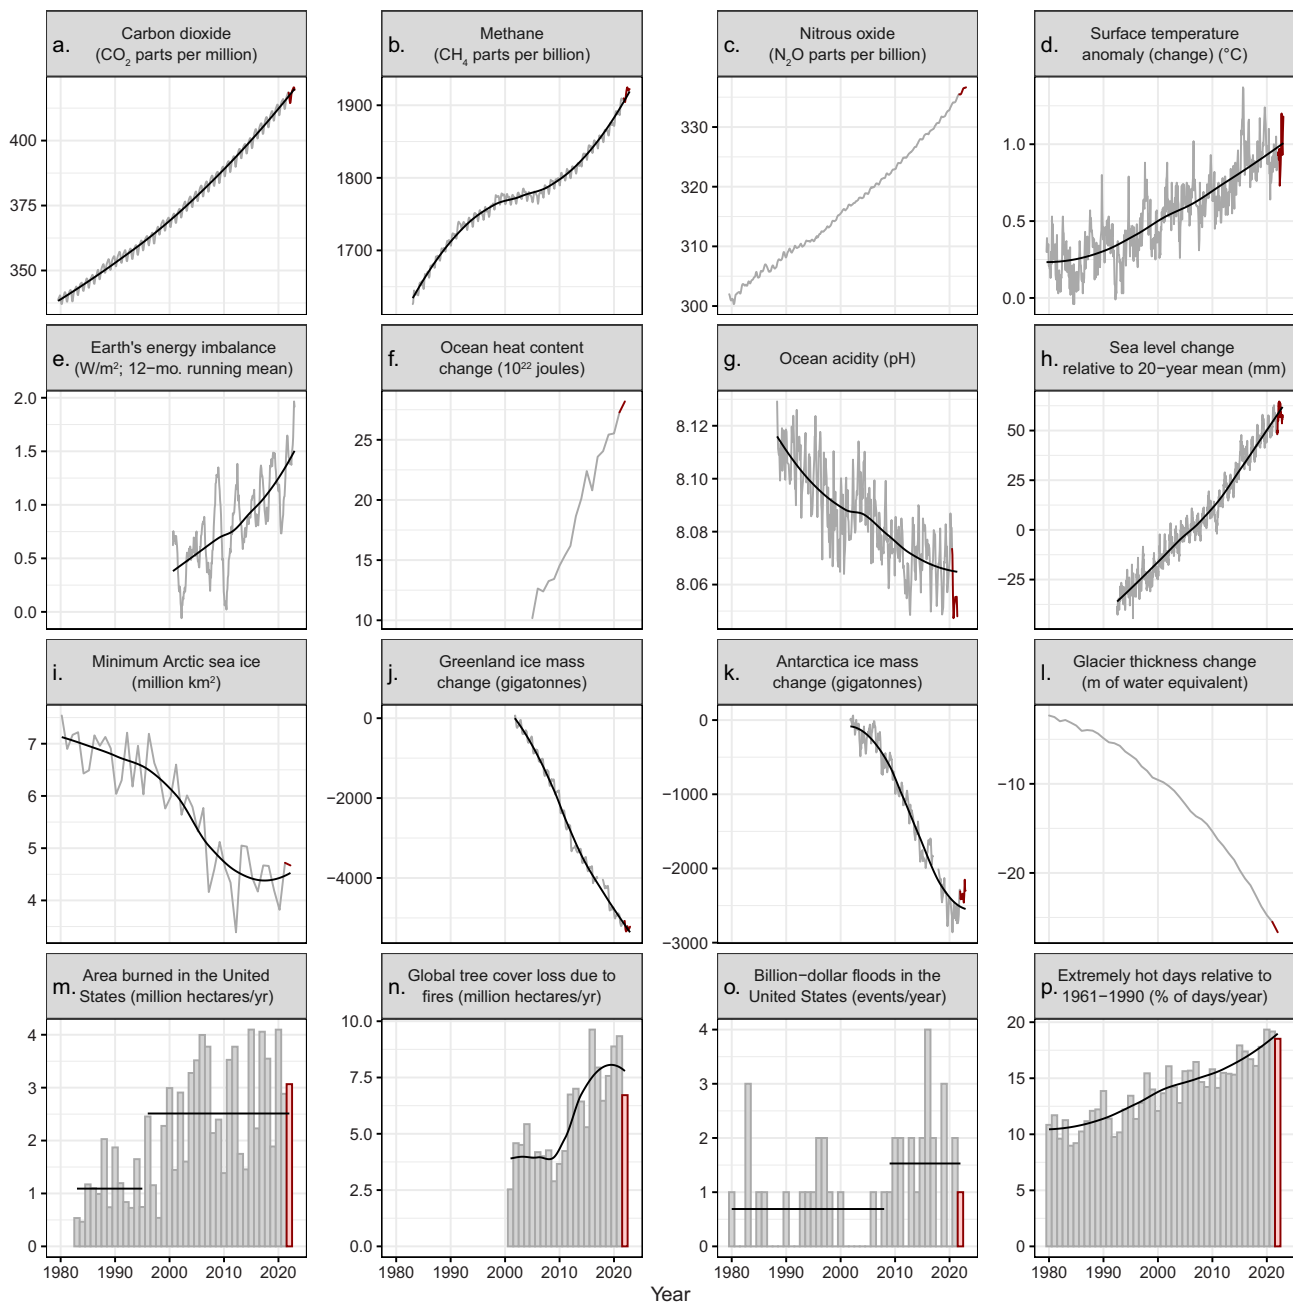 a. Carbon dioxide
(CO₂ parts per million)
b. Methane
(CH₄ parts per billion)
c. Nitrous oxide
(N₂O parts per billion)
d. Surface temperature
anomaly (change) (°C)
400
375
350
1900
1800
1700
330
320
310
300
1.0
0.5
0.0
e. Earth's energy imbalance
(W/m²; 12−mo. running mean)
f. Ocean heat content
change (10²² joules)
g. Ocean acidity (pH)
h. Sea level change
relative to 20−year mean (mm)
2.0
1.5
1.0
0.5
0.0
25
20
15
10
8.12
8.10
8.08
8.06
50
25
0
−25
i. Minimum Arctic sea ice
(million km²)
j. Greenland ice mass
change (gigatonnes)
k. Antarctica ice mass
change (gigatonnes)
l. Glacier thickness change
(m of water equivalent)
7
6
5
4
0
−2000
−4000
0
−1000
−2000
−3000
−10
−20
m. Area burned in the United
States (million hectares/yr)
n. Global tree cover loss due to
fires (million hectares/yr)
o. Billion−dollar floods in the
United States (events/year)
p. Extremely hot days relative to
1961−1990 (% of days/year)
4
3
2
1
0
10.0
7.5
5.0
2.5
0.0
4
3
2
1
0
20
15
10
5
0
1980 1990 2000 2010 2020
1980 1990 2000 2010 2020
1980 1990 2000 2010 2020
1980 1990 2000 2010 2020
Year